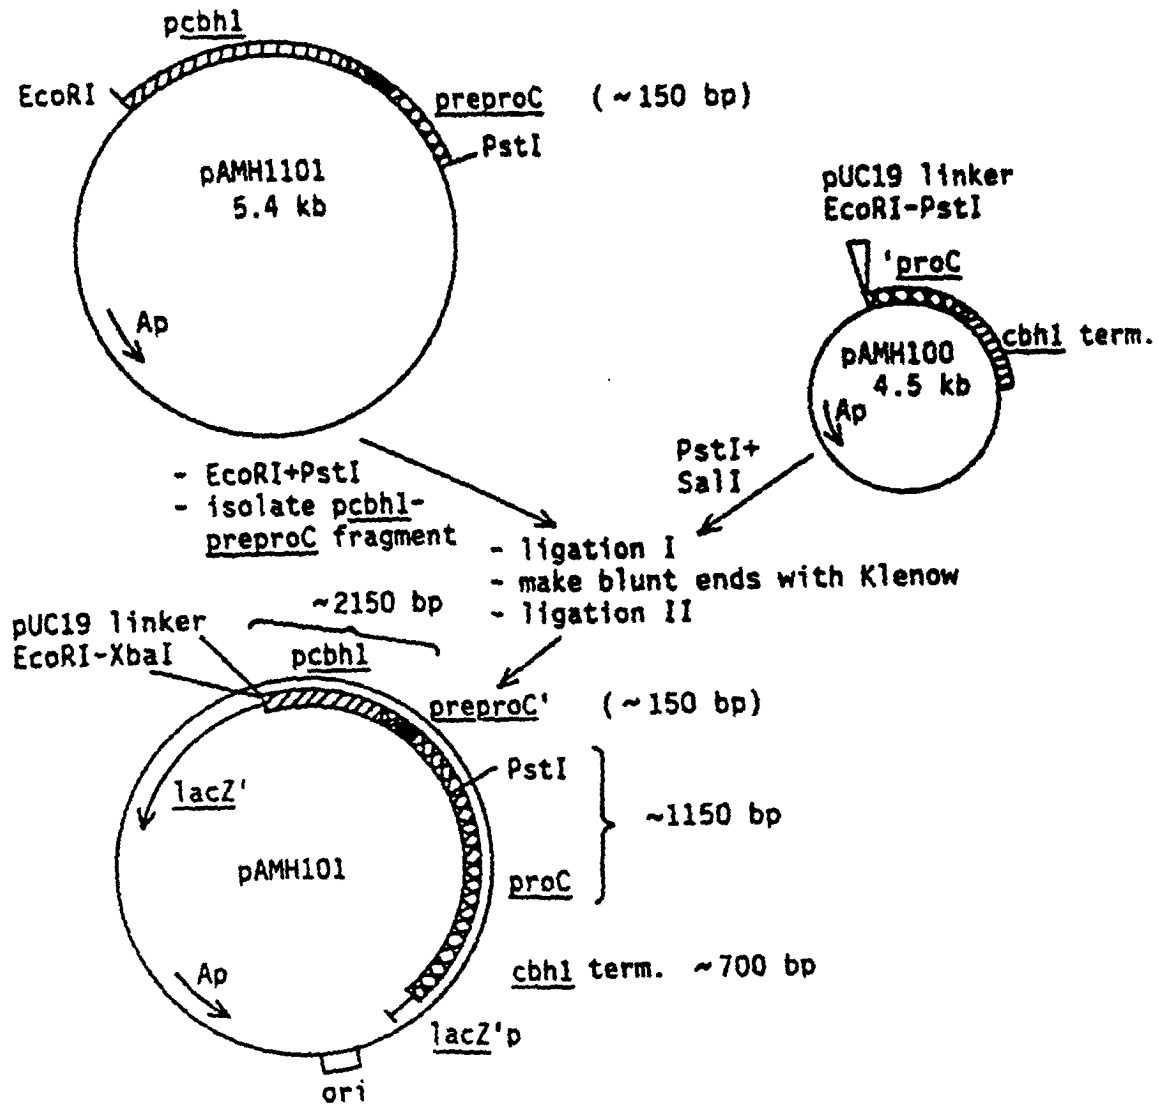 pcbh1
EcoRI
preproC (~150 bp)
PstI
pAMH1101
5.4 kb
Ap
pUC19 linker
EcoRI-PstI
'proC
cbh1 term.
pAMH100
4.5 kb
Ap
PstI+
SalI
- EcoRI+PstI
- isolate pcbh1-
preproC fragment
- ligation I
- make blunt ends with Klenow
- ligation II
~2150 bp
pUC19 linker
EcoRI-XbaI
pcbh1
preproC' (~150 bp)
PstI
~1150 bp
lacZ'
pAMH101
proC
Ap
cbh1 term. ~700 bp
lacZ'p
ori